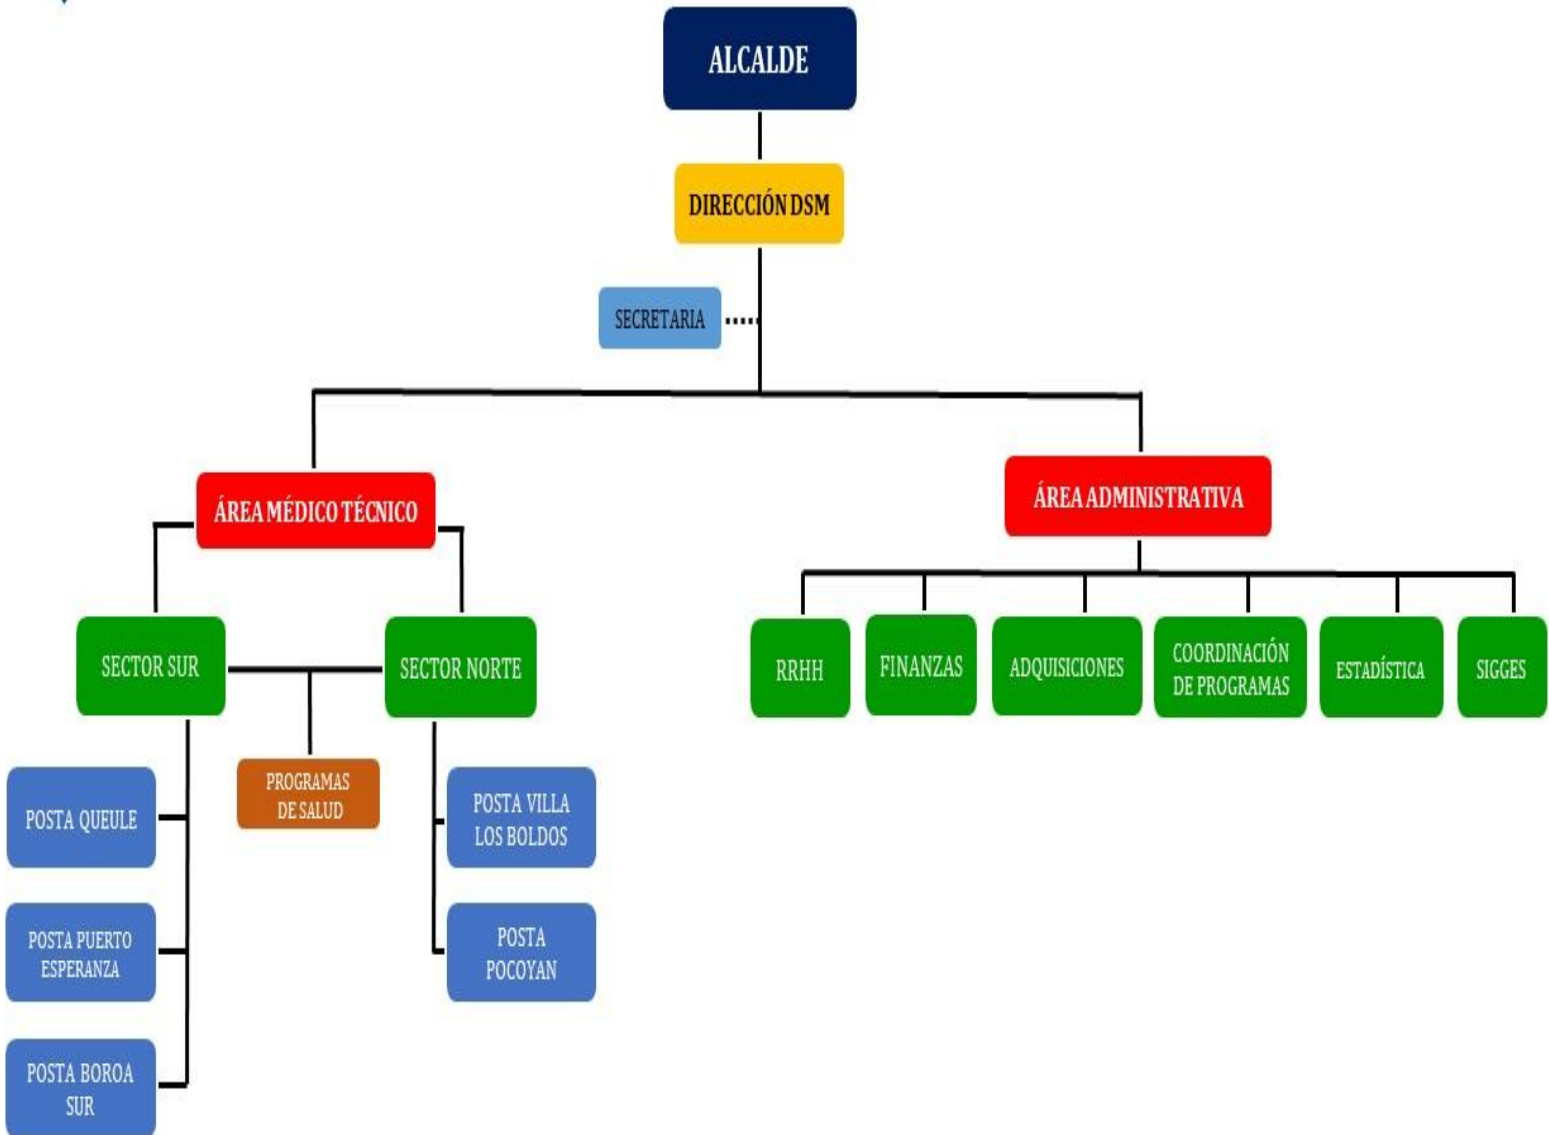 ALCALDE
DIRECCIÓN DSM
SECRETARIA
ÁREA MÉDICO TÉCNICO
ÁREA ADMINISTRATIVA
SECTOR SUR
SECTOR NORTE
RRHH
FINANZAS
ADQUISICIONES
COORDINACIÓN
DE PROGRAMAS
ESTADÍSTICA
SIGGES
POSTA QUEULE
PROGRAMAS
DE SALUD
POSTA VILLA
LOS BOLDOS
POSTA PUERTO
ESPERANZA
POSTA
POCOYAN
POSTA BOROA
SUR